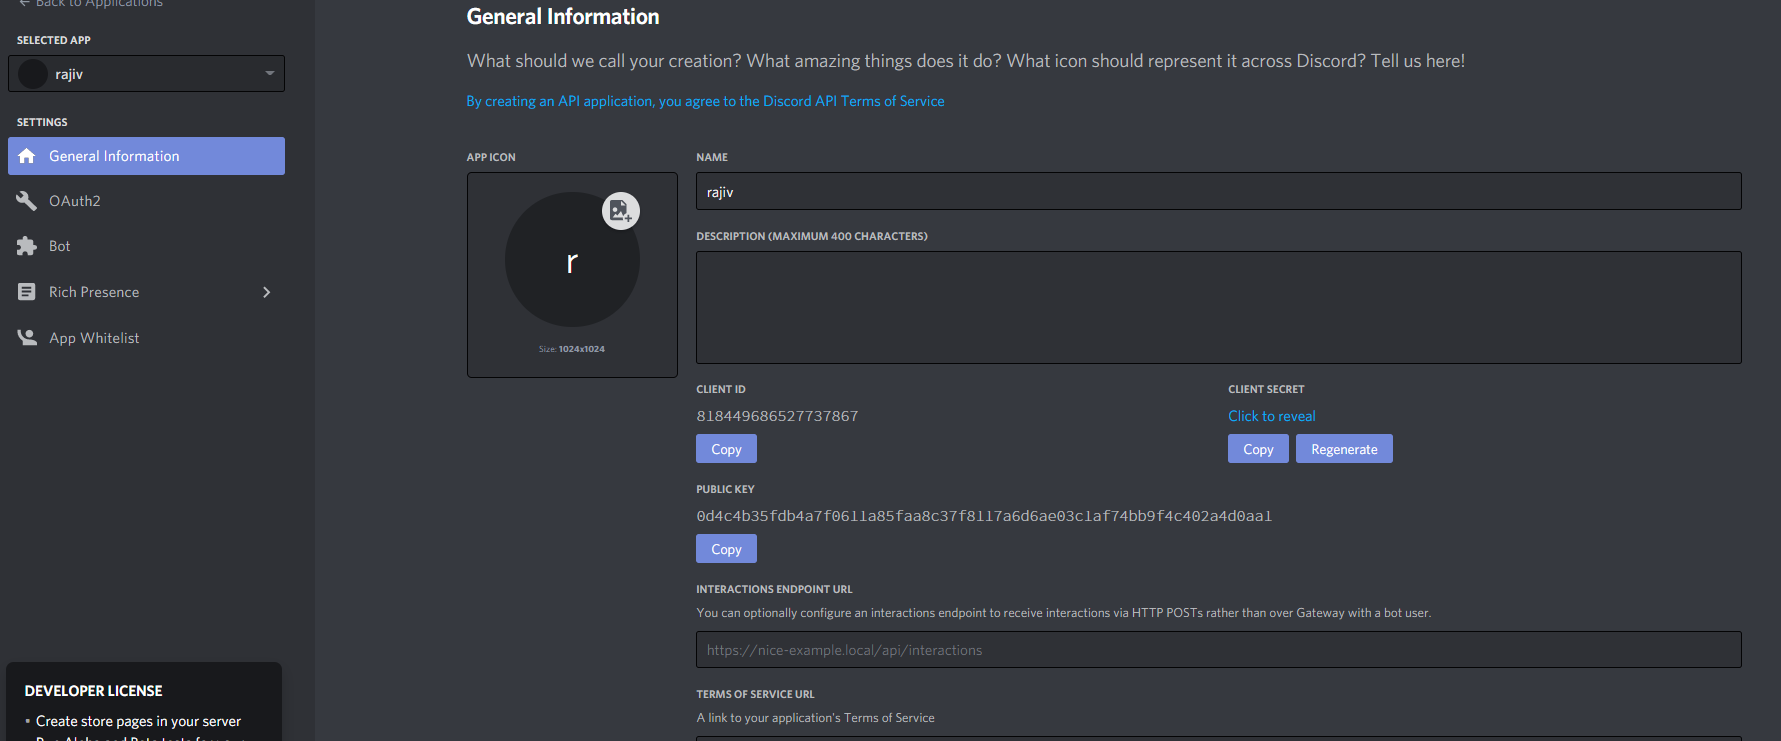 Back to Applications
SELECTED APP
rajiv
SETTINGS
General Information
OAuth2
Bot
Rich Presence
App Whitelist
DEVELOPER LICENSE
• Create store pages in your server
General Information
What should we call your creation? What amazing things does it do? What icon should represent it across Discord? Tell us here!
By creating an API application, you agree to the Discord API Terms of Service
APP ICON
r
Size: 1024x1024
NAME
rajiv
DESCRIPTION (MAXIMUM 400 CHARACTERS)
CLIENT ID
818449686527737867
Copy
CLIENT SECRET
Click to reveal
Copy Regenerate
PUBLIC KEY
0d4c4b35fdb4a7f0611a85faa8c37f8117a6d6ae03c1af74bb9f4c402a4d0aa1
Copy
INTERACTIONS ENDPOINT URL
You can optionally configure an interactions endpoint to receive interactions via HTTP POSTs rather than over Gateway with a bot user.
https://nice-example.local/api/interactions
TERMS OF SERVICE URL
A link to your application's Terms of Service